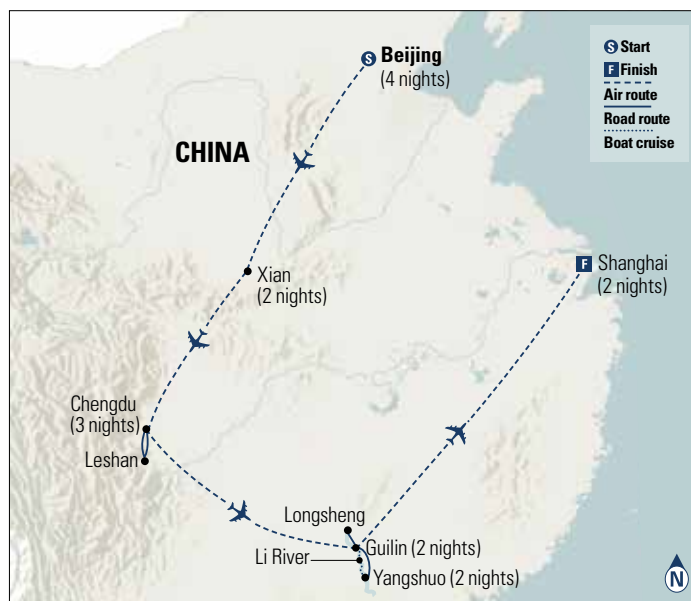 S Start
F Finish
Air route
Road route
Boat cruise
S Beijing
(4 nights)
CHINA
Xian
(2 nights)
F Shanghai
(2 nights)
Chengdu
(3 nights)
Leshan
Longsheng
Guilin (2 nights)
Li River
Yangshuo (2 nights)
N